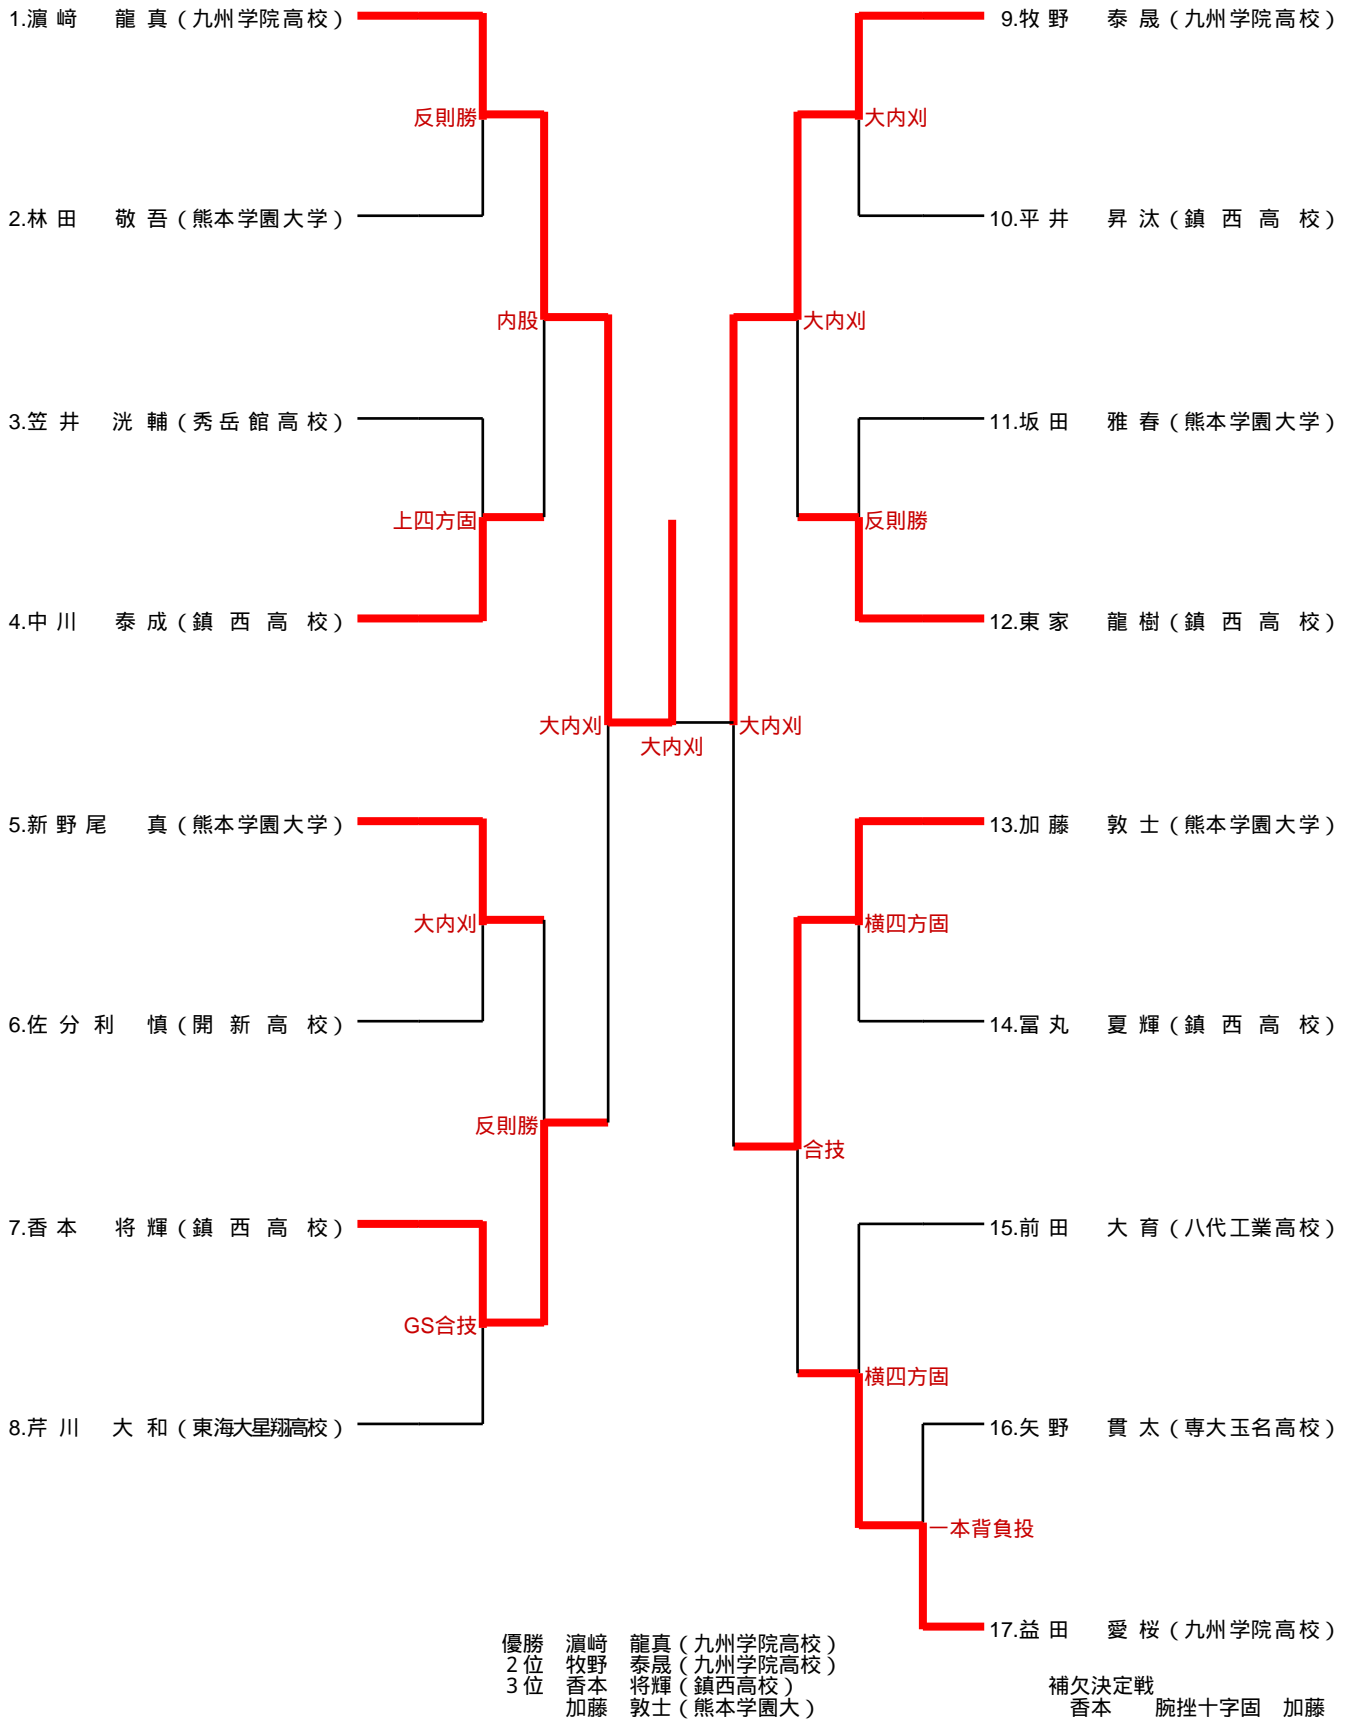 1.濵﨑 龍真（九州学院高校）
反則勝
2.林田 敬吾（熊本学園大学）
内股
3.笠井 洸輔（秀岳館高校）
上四方固
4.中川 泰成（鎮西高校）
大内刈
5.新野尾 真（熊本学園大学）
大内刈
6.佐分利 慎（開新高校）
反則勝
7.香本 将輝（鎮西高校）
GS合技
8.芹川 大和（東海大星翔高校）
大内刈
9.牧野 泰晟（九州学院高校）
大内刈
10.平井 昇汰（鎮西高校）
大内刈
11.坂田 雅春（熊本学園大学）
反則勝
12.東家 龍樹（鎮西高校）
大内刈
13.加藤 敦士（熊本学園大学）
横四方固
14.冨丸 夏輝（鎮西高校）
合技
15.前田 大育（八代工業高校）
横四方固
16.矢野 貫太（専大玉名高校）
一本背負投
17.益田 愛桜（九州学院高校）
優勝 濵﨑 龍真（九州学院高校）
2位 牧野 泰晟（九州学院高校）
3位 香本 将輝（鎮西高校）
加藤 敦士（熊本学園大）
補欠決定戦
香本 腕挫十字固 加藤